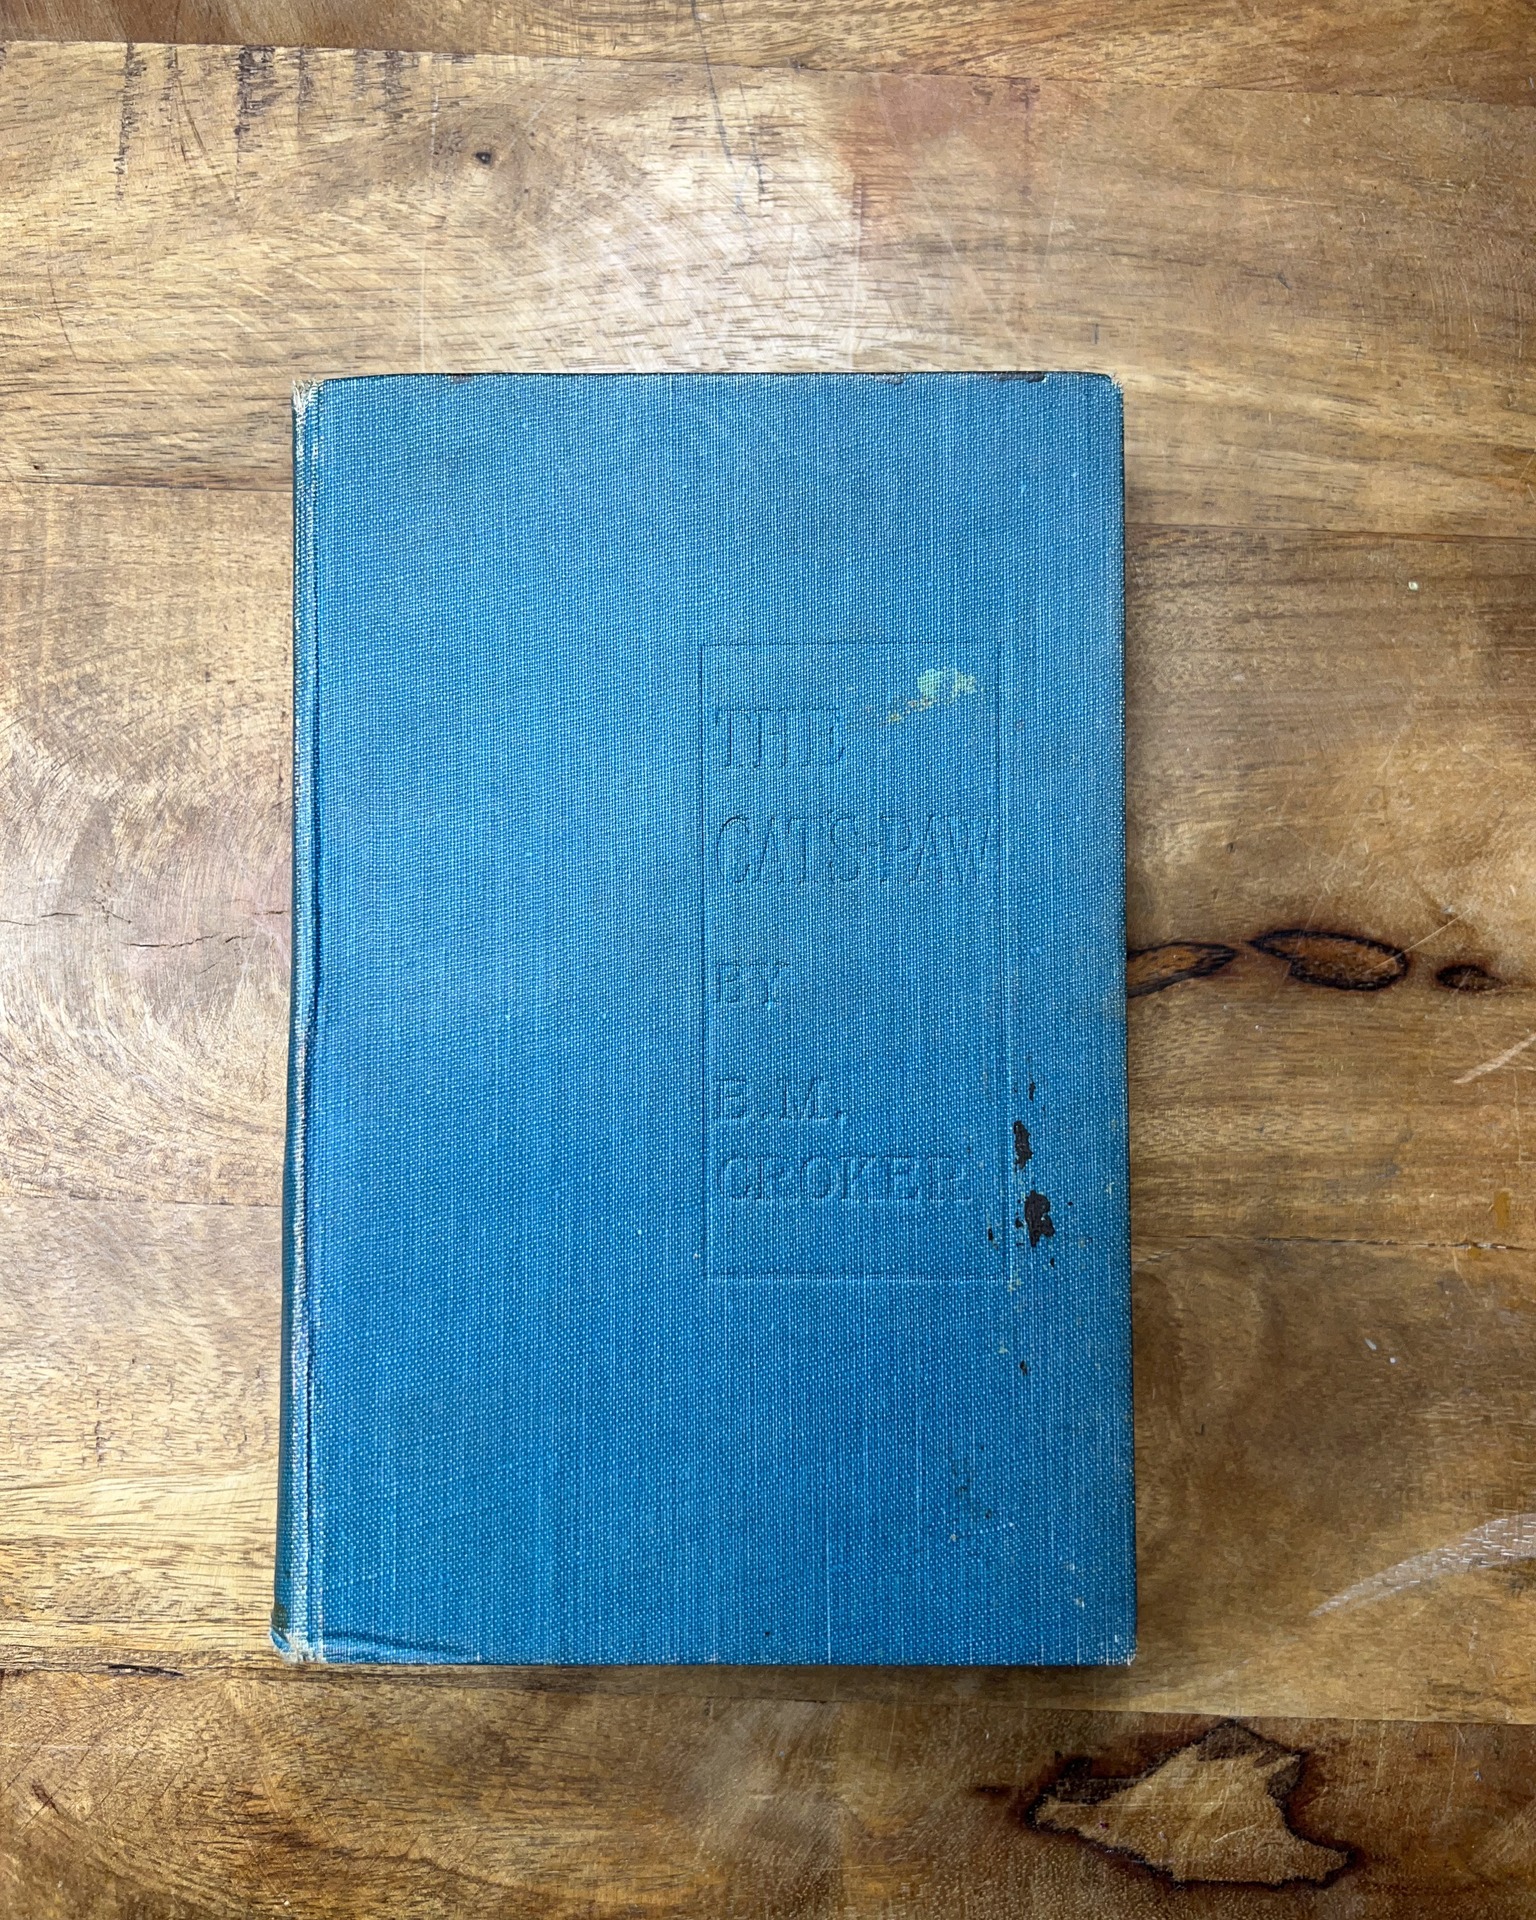 THE
CAT'S-PAW
BY
B.M.
CROKER